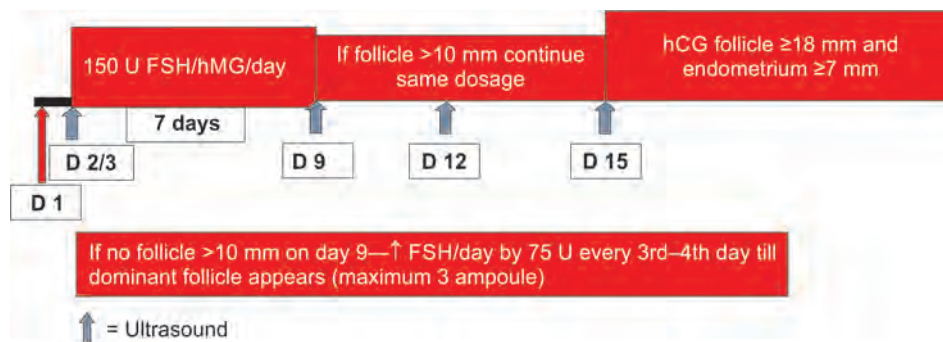 150 U FSH/hMG/day
If follicle >10 mm continue
same dosage
hCG follicle ≥18 mm and
endometrium ≥7 mm
7 days
D 2/3
D 9
D 12
D 15
D 1
If no follicle >10 mm on day 9—↑ FSH/day by 75 U every 3rd–4th day till
dominant follicle appears (maximum 3 ampoule)
= Ultrasound